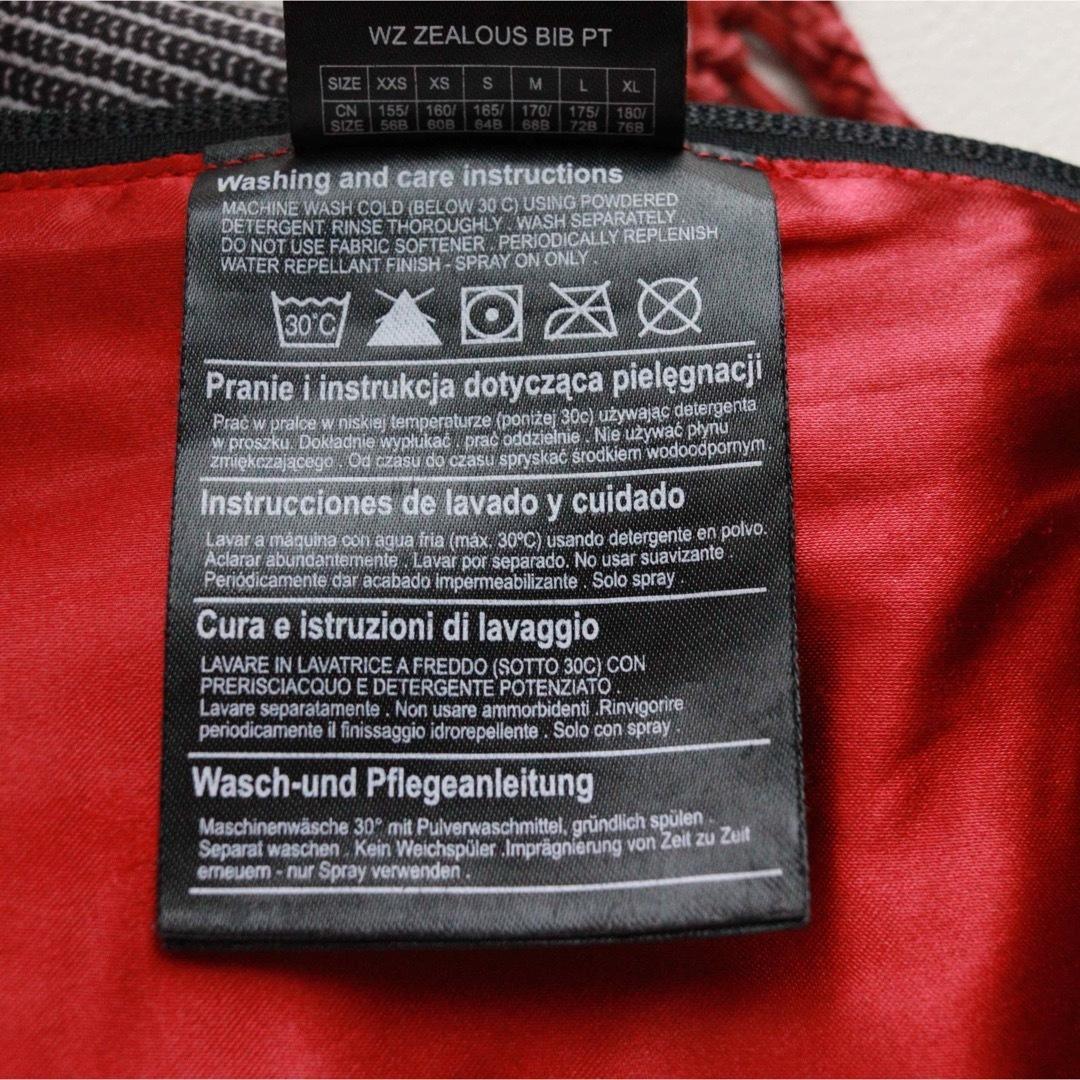 WZ ZEALOUS BIB PT
SIZE XXS XS S M L XL
CN SIZE 155/56B 160/60B 165/64B 170/68B 175/72B 180/76B
Washing and care instructions
MACHINE WASH COLD (BELOW 30 C) USING POWDERED
DETERGENT. RINSE THOROUGHLY . WASH SEPARATELY
DO NOT USE FABRIC SOFTENER . PERIODICALLY REPLENISH
WATER REPELLANT FINISH - SPRAY ON ONLY .
30°C
Pranie i instrukcja dotycząca pielęgnacji
Prać w pralce w niskiej temperaturze (poniżej 30c) używając detergenta
w proszku. Dokładnie wypłukać . prać oddzielnie . Nie używać płynu
zmiękczającego . Od czasu do czasu spryskać środkiem wodoodpornym
Instrucciones de lavado y cuidado
Lavar a máquina con agua fria (máx. 30ºC) usando detergente en polvo.
Aclarar abundantemente . Lavar por separado. No usar suavizante .
Periódicamente dar acabado impermeabilizante . Solo spray
Cura e istruzioni di lavaggio
LAVARE IN LAVATRICE A FREDDO (SOTTO 30C) CON
PRERISCIACQUO E DETERGENTE POTENZIATO .
Lavare separatamente . Non usare ammorbidenti .Rinvigorire
periodicamente il finissaggio idrorepellente . Solo con spray .
Wasch-und Pflegeanleitung
Maschinenwäsche 30° mit Pulverwaschmittel, gründlich spülen .
Separat waschen . Kein Weichspüler .Imprägnierung von Zeit zu Zeit
erneuern - nur Spray verwenden .